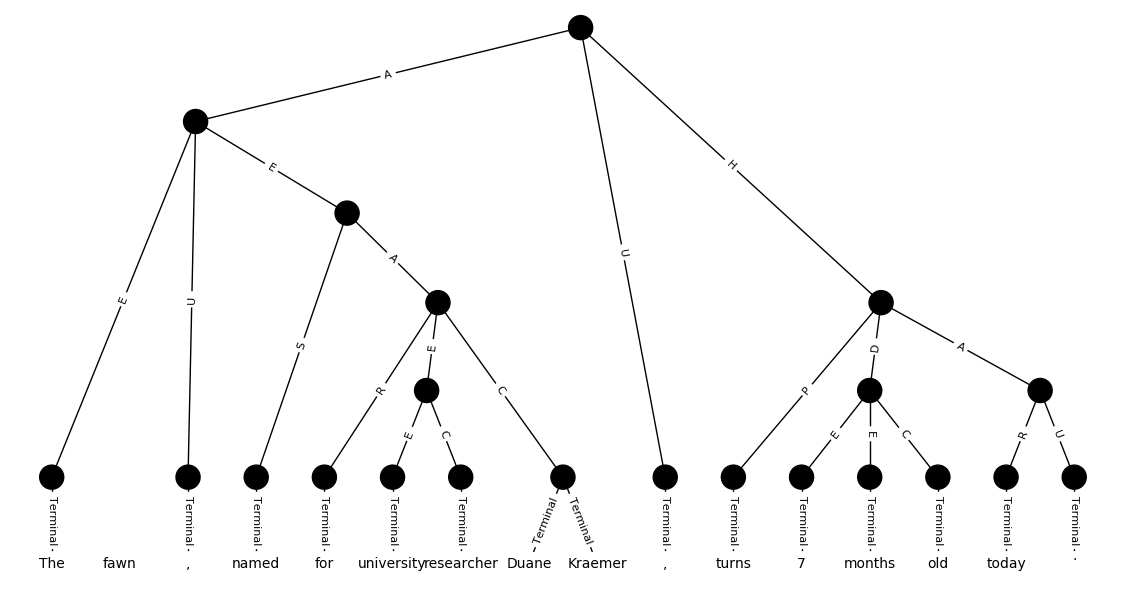 A
E
H
E
U
A
U
S
R
E
C
P
D
A
E
C
E
E
C
R
U
Terminal Terminal Terminal Terminal Terminal Terminal Terminal Terminal Terminal Terminal Terminal Terminal Terminal Terminal Terminal
The fawn , named for university researcher Duane Kraemer , turns 7 months old today .